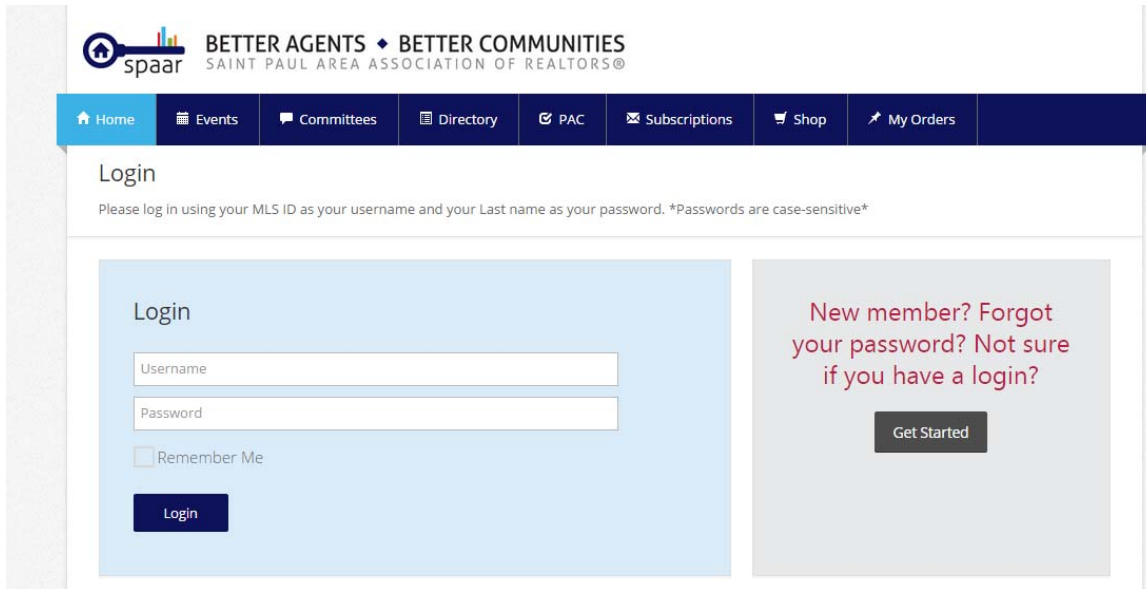 spaar
BETTER AGENTS ◆ BETTER COMMUNITIES
SAINT PAUL AREA ASSOCIATION OF REALTORS®
Home Events Committees Directory PAC Subscriptions Shop My Orders
Login
Please log in using your MLS ID as your username and your Last name as your password. *Passwords are case-sensitive*
Login
Username
Password
Remember Me
Login
New member? Forgot
your password? Not sure
if you have a login?
Get Started